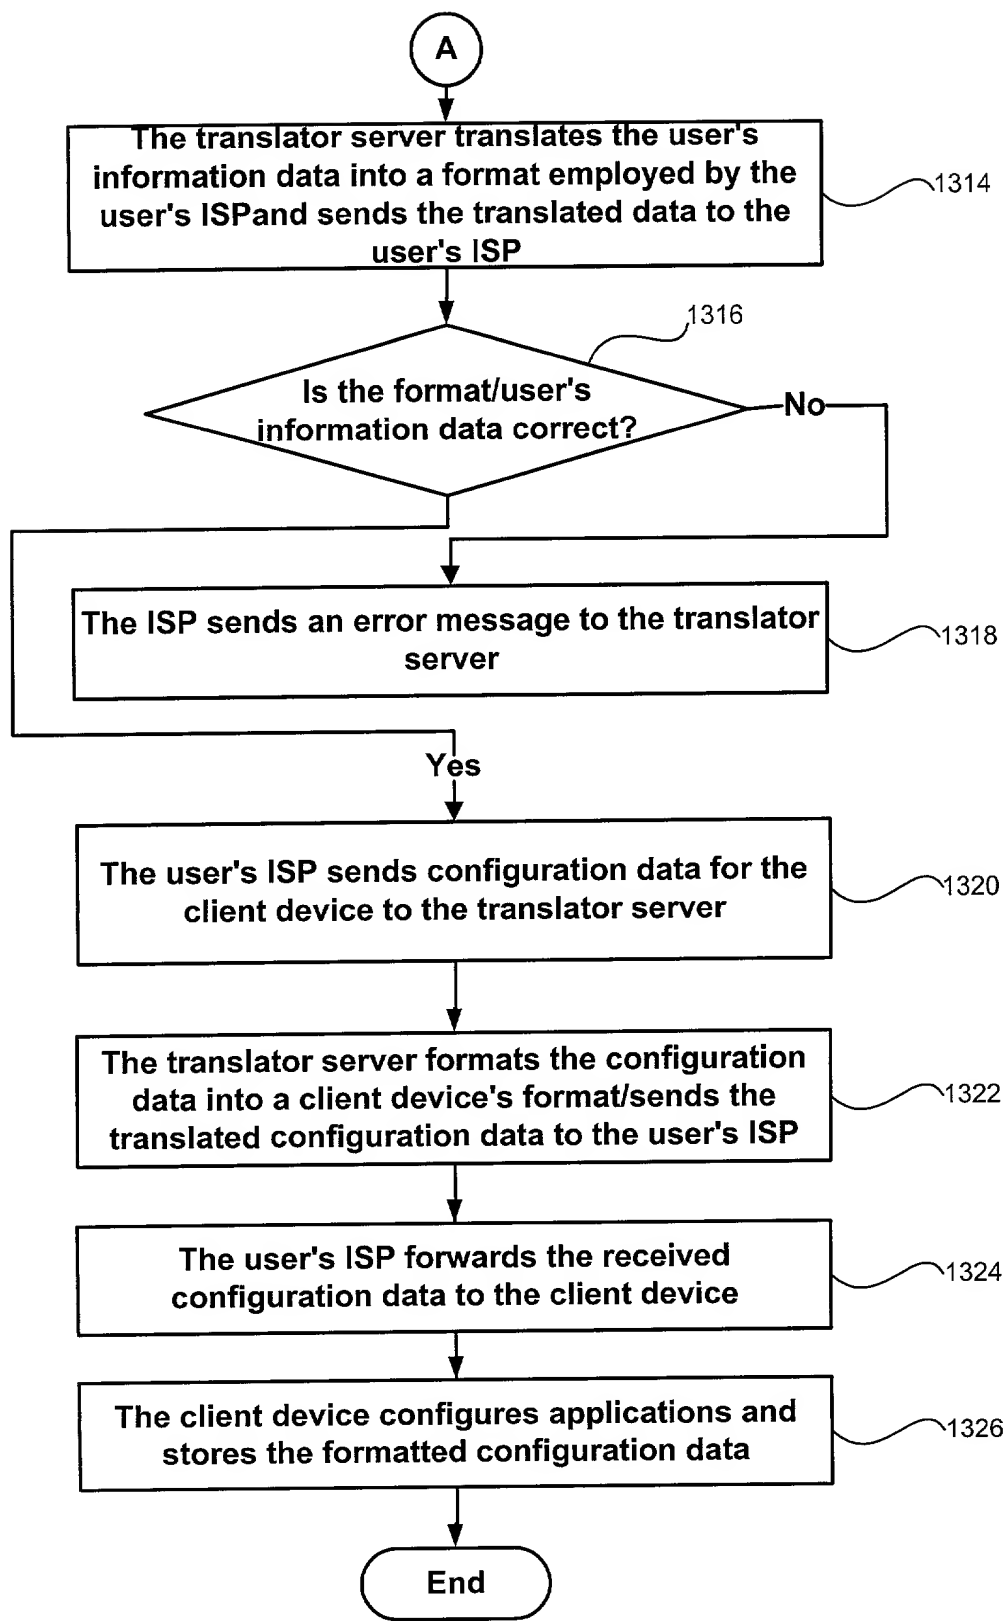 A
The translator server translates the user's
information data into a format employed by the
user's ISPand sends the translated data to the
user's ISP
1314
1316
Is the format/user's
information data correct?
No
The ISP sends an error message to the translator
server
1318
Yes
The user's ISP sends configuration data for the
client device to the translator server
1320
The translator server formats the configuration
data into a client device's format/sends the
translated configuration data to the user's ISP
1322
The user's ISP forwards the received
configuration data to the client device
1324
The client device configures applications and
stores the formatted configuration data
1326
End